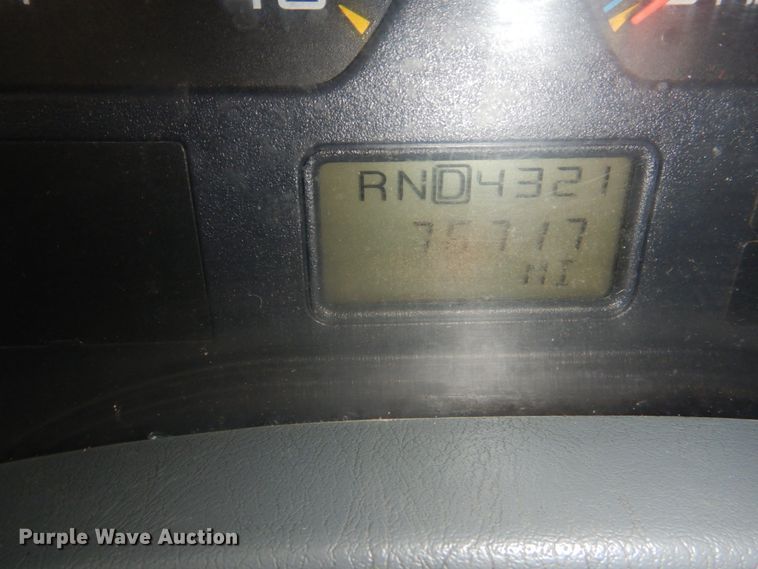 RND4321
75717
MI
Purple Wave Auction